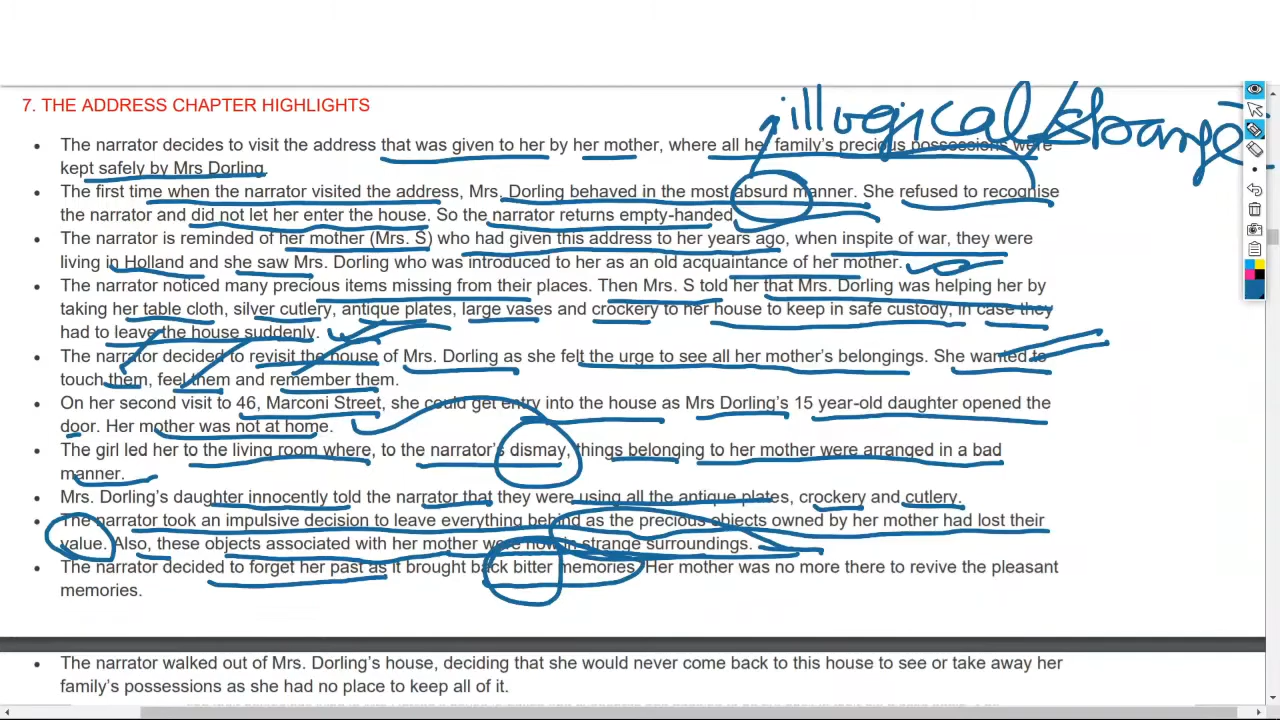 illogical/strange
7. THE ADDRESS CHAPTER HIGHLIGHTS
• The narrator decides to visit the address that was given to her by her mother, where all her family's precious possessions were
kept safely by Mrs Dorling.
• The first time when the narrator visited the address, Mrs. Dorling behaved in the most absurd manner. She refused to recognise
the narrator and did not let her enter the house. So the narrator returns empty-handed.
• The narrator is reminded of her mother (Mrs. S) who had given this address to her years ago, when inspite of war, they were
living in Holland and she saw Mrs. Dorling who was introduced to her as an old acquaintance of her mother.
• The narrator noticed many precious items missing from their places. Then Mrs. S told her that Mrs. Dorling was helping her by
taking her table cloth, silver cutlery, antique plates, large vases and crockery to her house to keep in safe custody, in case they
had to leave the house suddenly.
• The narrator decided to revisit the house of Mrs. Dorling as she felt the urge to see all her mother's belongings. She wanted to
touch them, feel them and remember them.
• On her second visit to 46, Marconi Street, she could get entry into the house as Mrs Dorling's 15 year-old daughter opened the
door. Her mother was not at home.
• The girl led her to the living room where, to the narrator's dismay, things belonging to her mother were arranged in a bad
manner.
• Mrs. Dorling's daughter innocently told the narrator that they were using all the antique plates, crockery and cutlery.
• The narrator took an impulsive decision to leave everything behind as the precious objects owned by her mother had lost their
value. Also, these objects associated with her mother were now in strange surroundings.
• The narrator decided to forget her past as it brought back bitter memories. Her mother was no more there to revive the pleasant
memories.
• The narrator walked out of Mrs. Dorling's house, deciding that she would never come back to this house to see or take away her
family's possessions as she had no place to keep all of it.